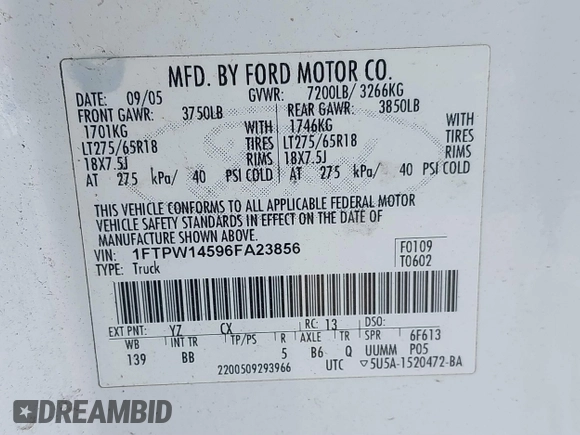 MFD. BY FORD MOTOR CO.
DATE: 09/05 GVWR: 7200LB/ 3266KG
FRONT GAWR: 3750LB REAR GAWR: 3850LB
1701KG WITH 1746KG WITH
LT275/65R18 TIRES LT275/65R18 TIRES
18X7.5J RIMS 18X7.5J RIMS
AT 275 kPa/ 40 PSI COLD AT 275 kPa/ 40 PSI COLD
THIS VEHICLE CONFORMS TO ALL APPLICABLE FEDERAL MOTOR
VEHICLE SAFETY STANDARDS IN EFFECT ON THE DATE OF
MANUFACTURE SHOWN ABOVE.
VIN: 1FTPW14596FA23856 F0109
TYPE: Truck T0602
EXT PNT: YZ CX RC: 13 DSO:
WB INT TR TP/PS R AXLE TR SPR 6F613
139 BB 5 B6 Q UUMM P05
2200509293966 UTC ▽5U5A-1520472-BA
DREAMBID